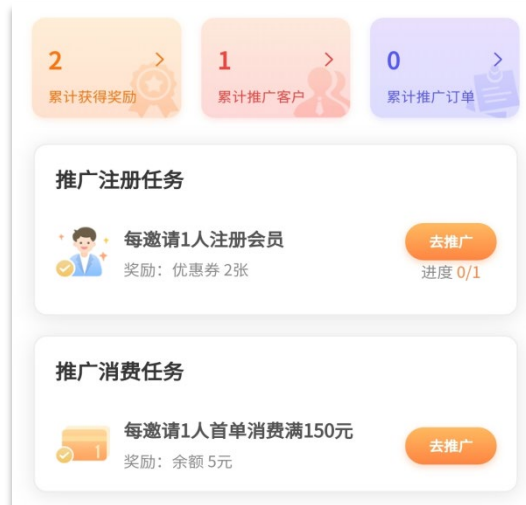 2
累计获得奖励
1
累计推广客户
0
累计推广订单
推广注册任务
每邀请1人注册会员
奖励：优惠券 2张
去推广
进度 0/1
推广消费任务
1
每邀请1人首单消费满150元
奖励：余额 5元
去推广